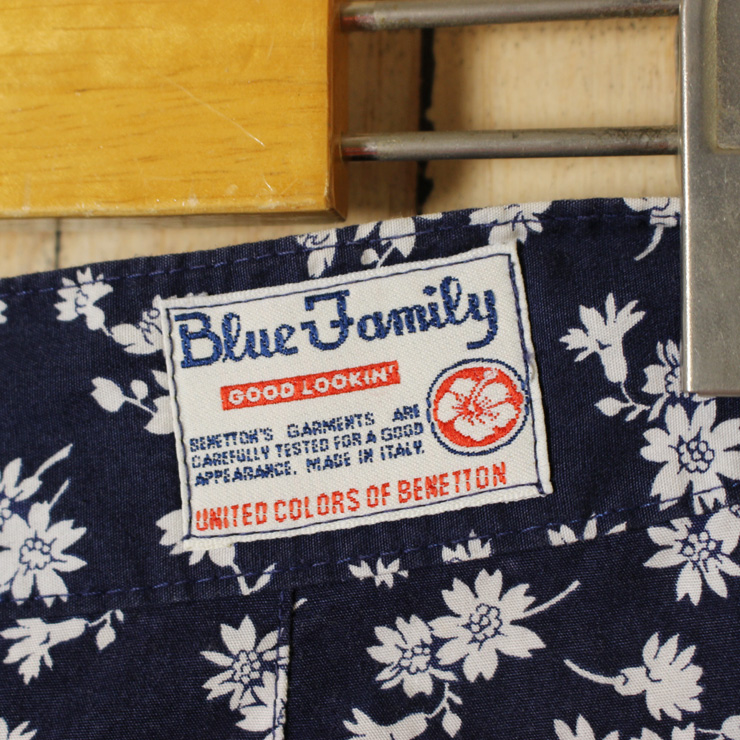 Blue Family
GOOD LOOKIN'
BENETTON'S GARMENTS ARE
CAREFULLY TESTED FOR A GOOD
APPEARANCE. MADE IN ITALY.
UNITED COLORS OF BENETTON